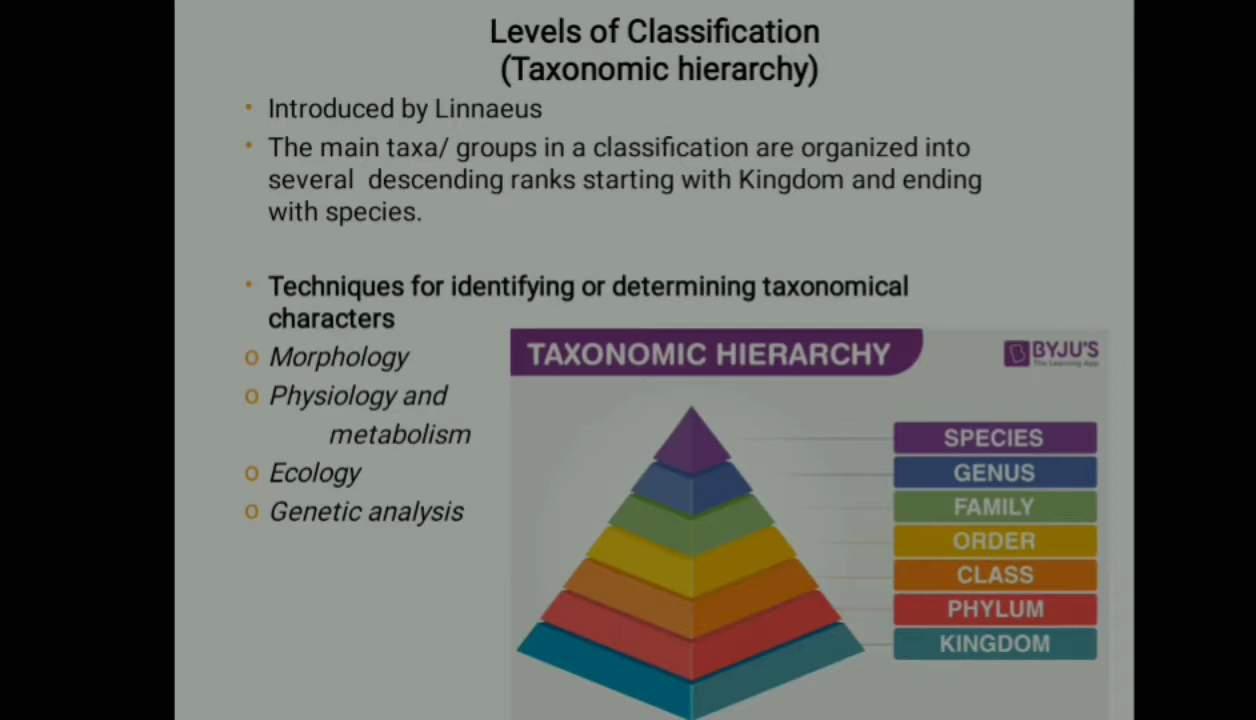 Levels of Classification
(Taxonomic hierarchy)
• Introduced by Linnaeus
• The main taxa/ groups in a classification are organized into
several descending ranks starting with Kingdom and ending
with species.
• Techniques for identifying or determining taxonomical
characters
o Morphology
o Physiology and
metabolism
o Ecology
o Genetic analysis
TAXONOMIC HIERARCHY
BYJU'S
The Learning App
SPECIES
GENUS
FAMILY
ORDER
CLASS
PHYLUM
KINGDOM